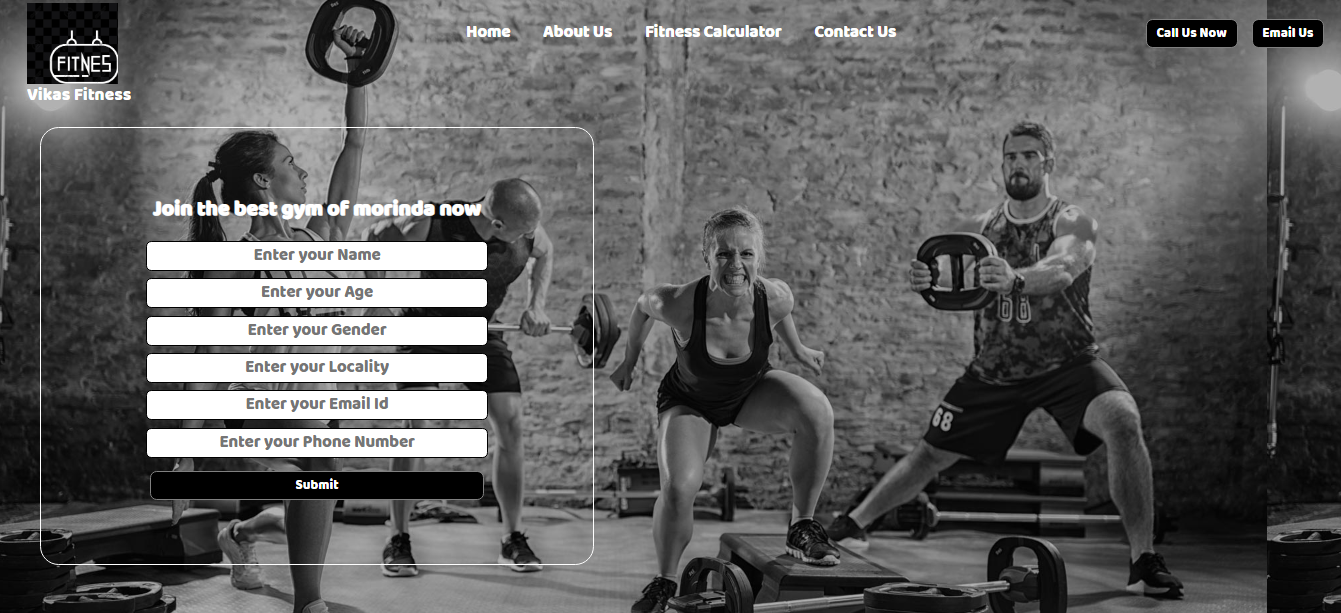 FITNES
Vikas Fitness
Home
About Us
Fitness Calculator
Contact Us
Call Us Now
Email Us
Join the best gym of morinda now
Enter your Name
Enter your Age
Enter your Gender
Enter your Locality
Enter your Email Id
Enter your Phone Number
Submit
68
68